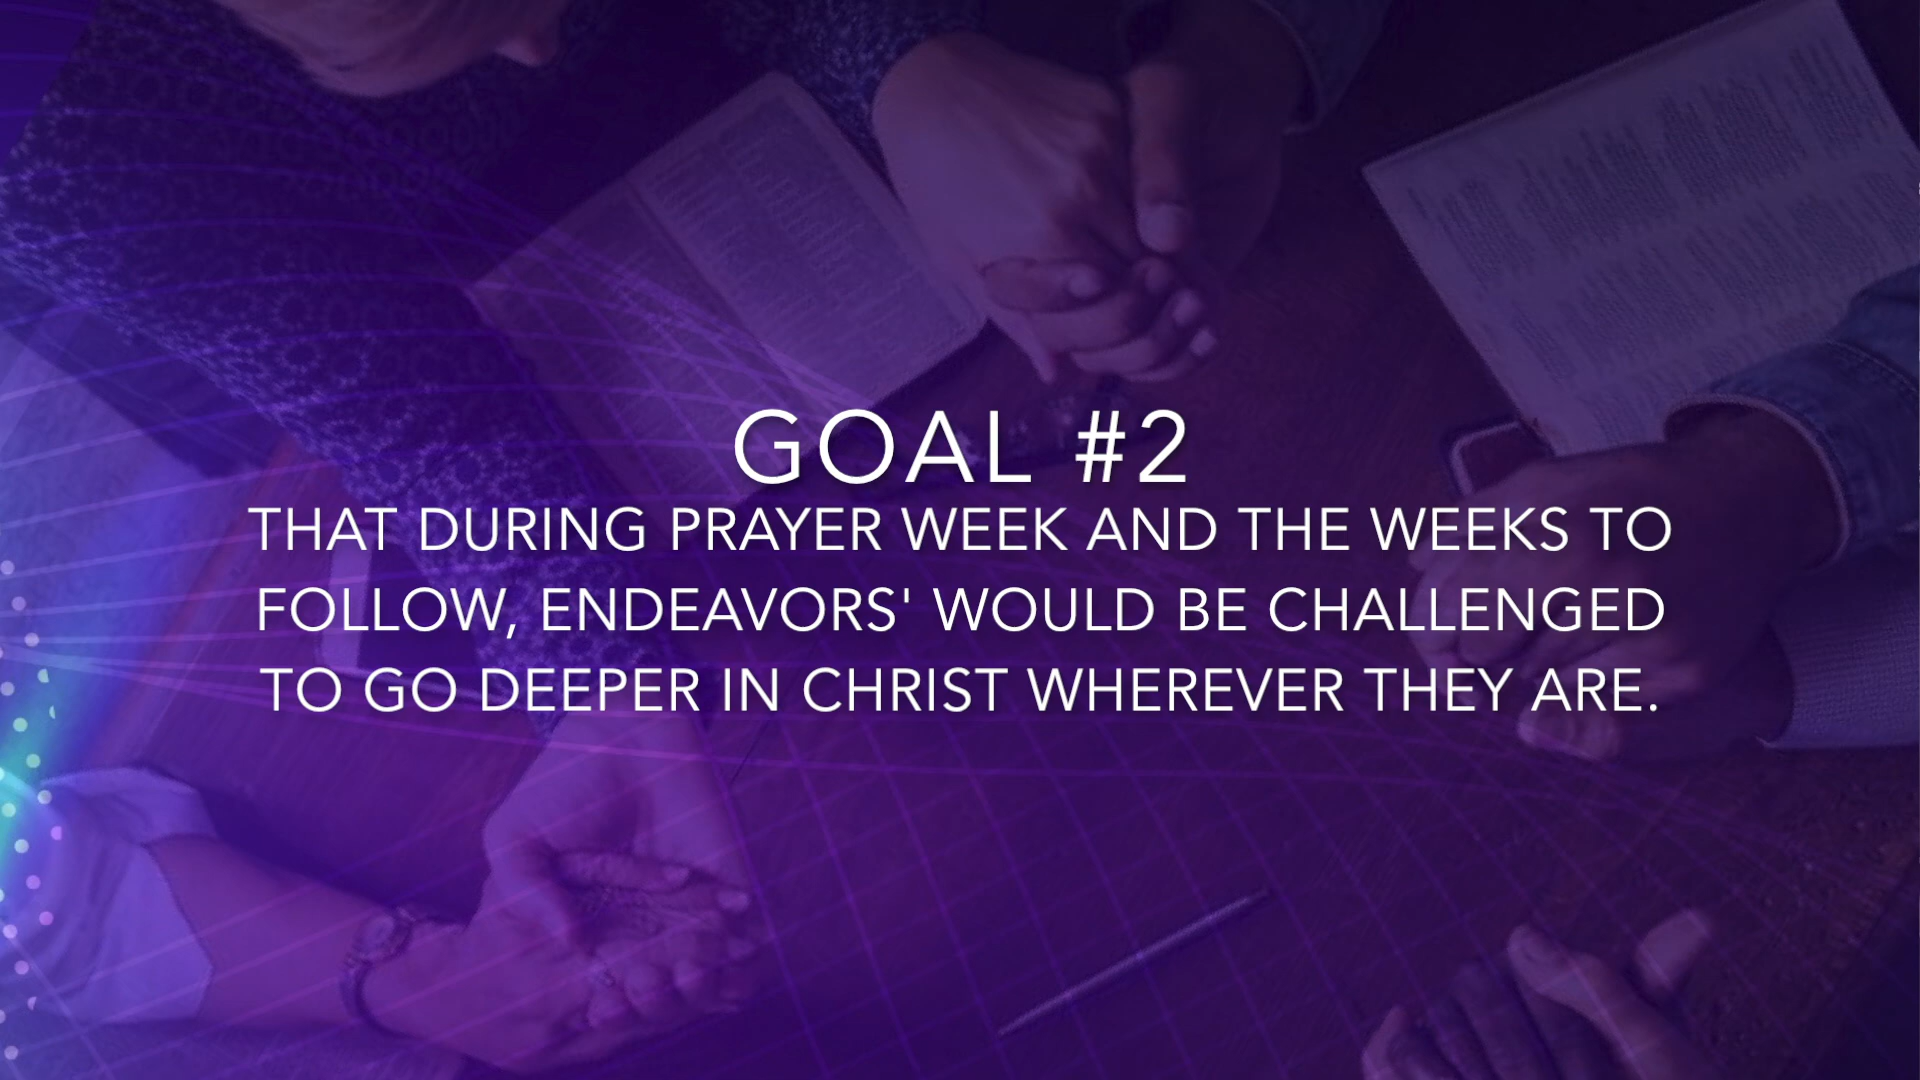 GOAL #2
THAT DURING PRAYER WEEK AND THE WEEKS TO
FOLLOW, ENDEAVORS' WOULD BE CHALLENGED
TO GO DEEPER IN CHRIST WHEREVER THEY ARE.